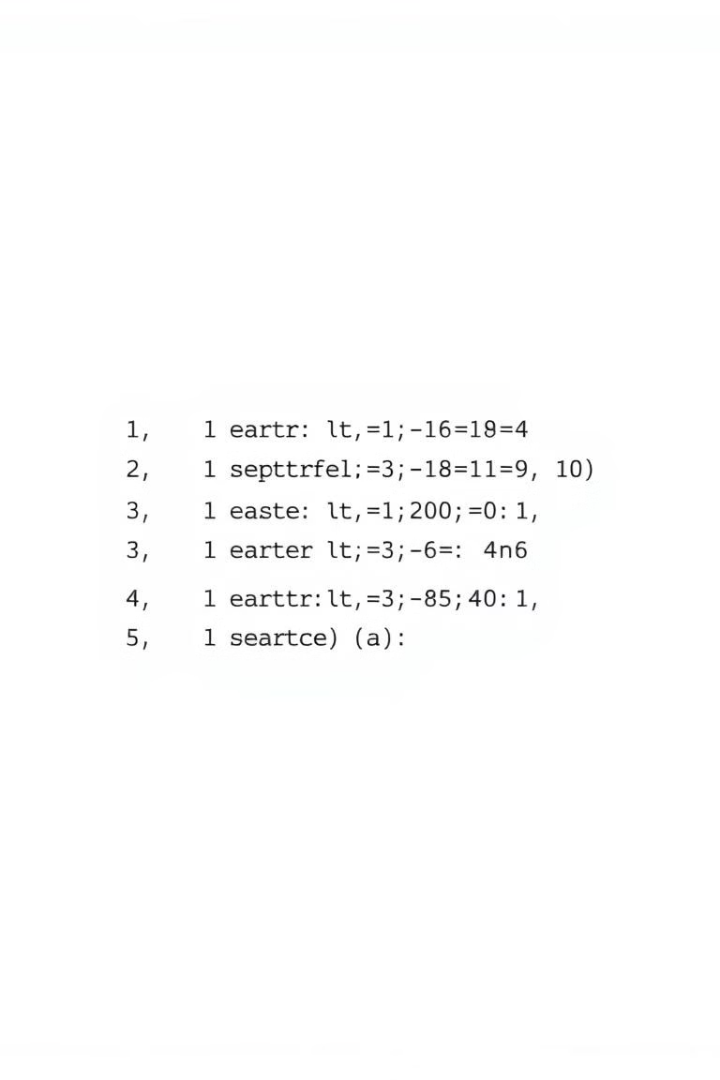 1, 1 eartr: lt,=1;-16=19=4
2, 1 septtrfel;=3;-18=11=9, 10)
3, 1 easte: lt,=1;200;=0:1,
3, 1 earter lt;=3;-6=: 4n6
4, 1 earttr:lt,=3;-85;40:1,
5, 1 seartce) (a):